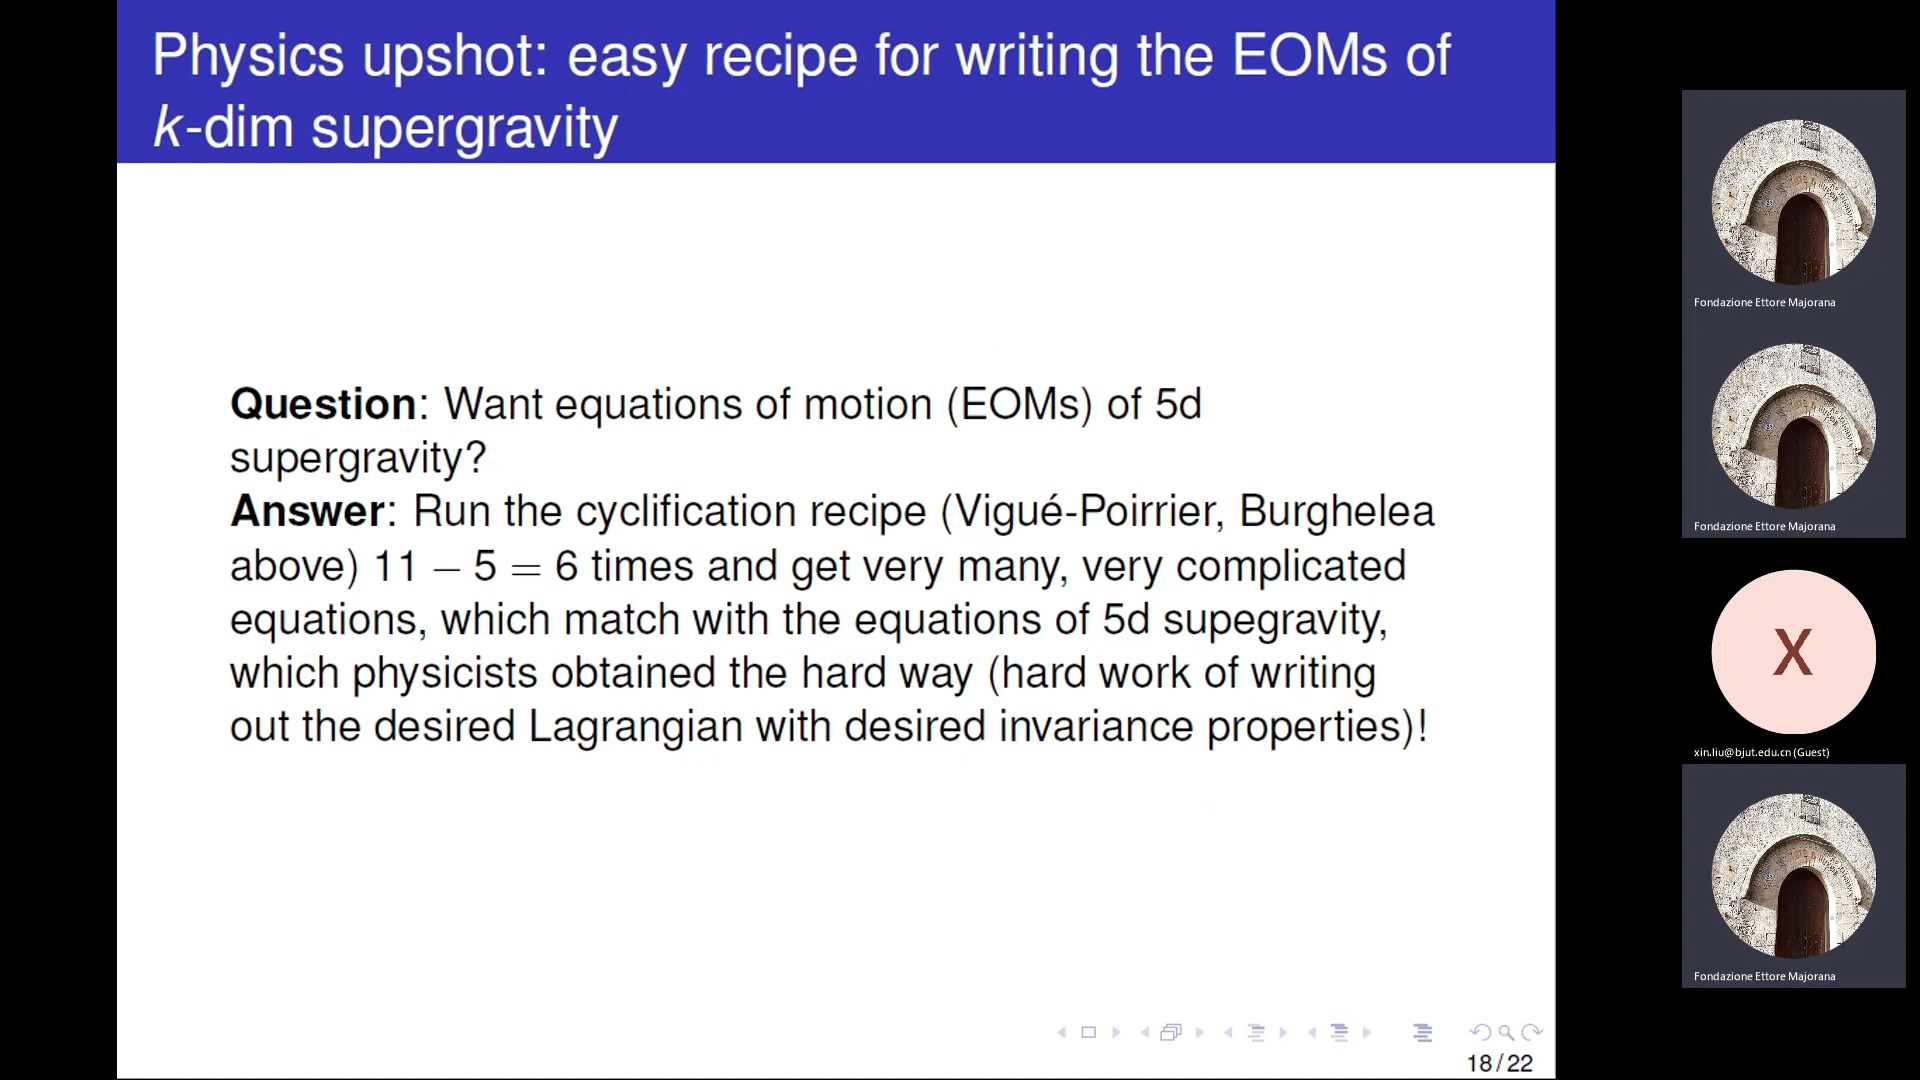 Physics upshot: easy recipe for writing the EOMs of
k-dim supergravity
Question: Want equations of motion (EOMs) of 5d
supergravity?
Answer: Run the cyclification recipe (Vigué-Poirrier, Burghelea
above) 11 − 5 = 6 times and get very many, very complicated
equations, which match with the equations of 5d supegravity,
which physicists obtained the hard way (hard work of writing
out the desired Lagrangian with desired invariance properties)!
18/22
Fondazione Ettore Majorana
Fondazione Ettore Majorana
X
xin.liu@bjut.edu.cn (Guest)
Fondazione Ettore Majorana